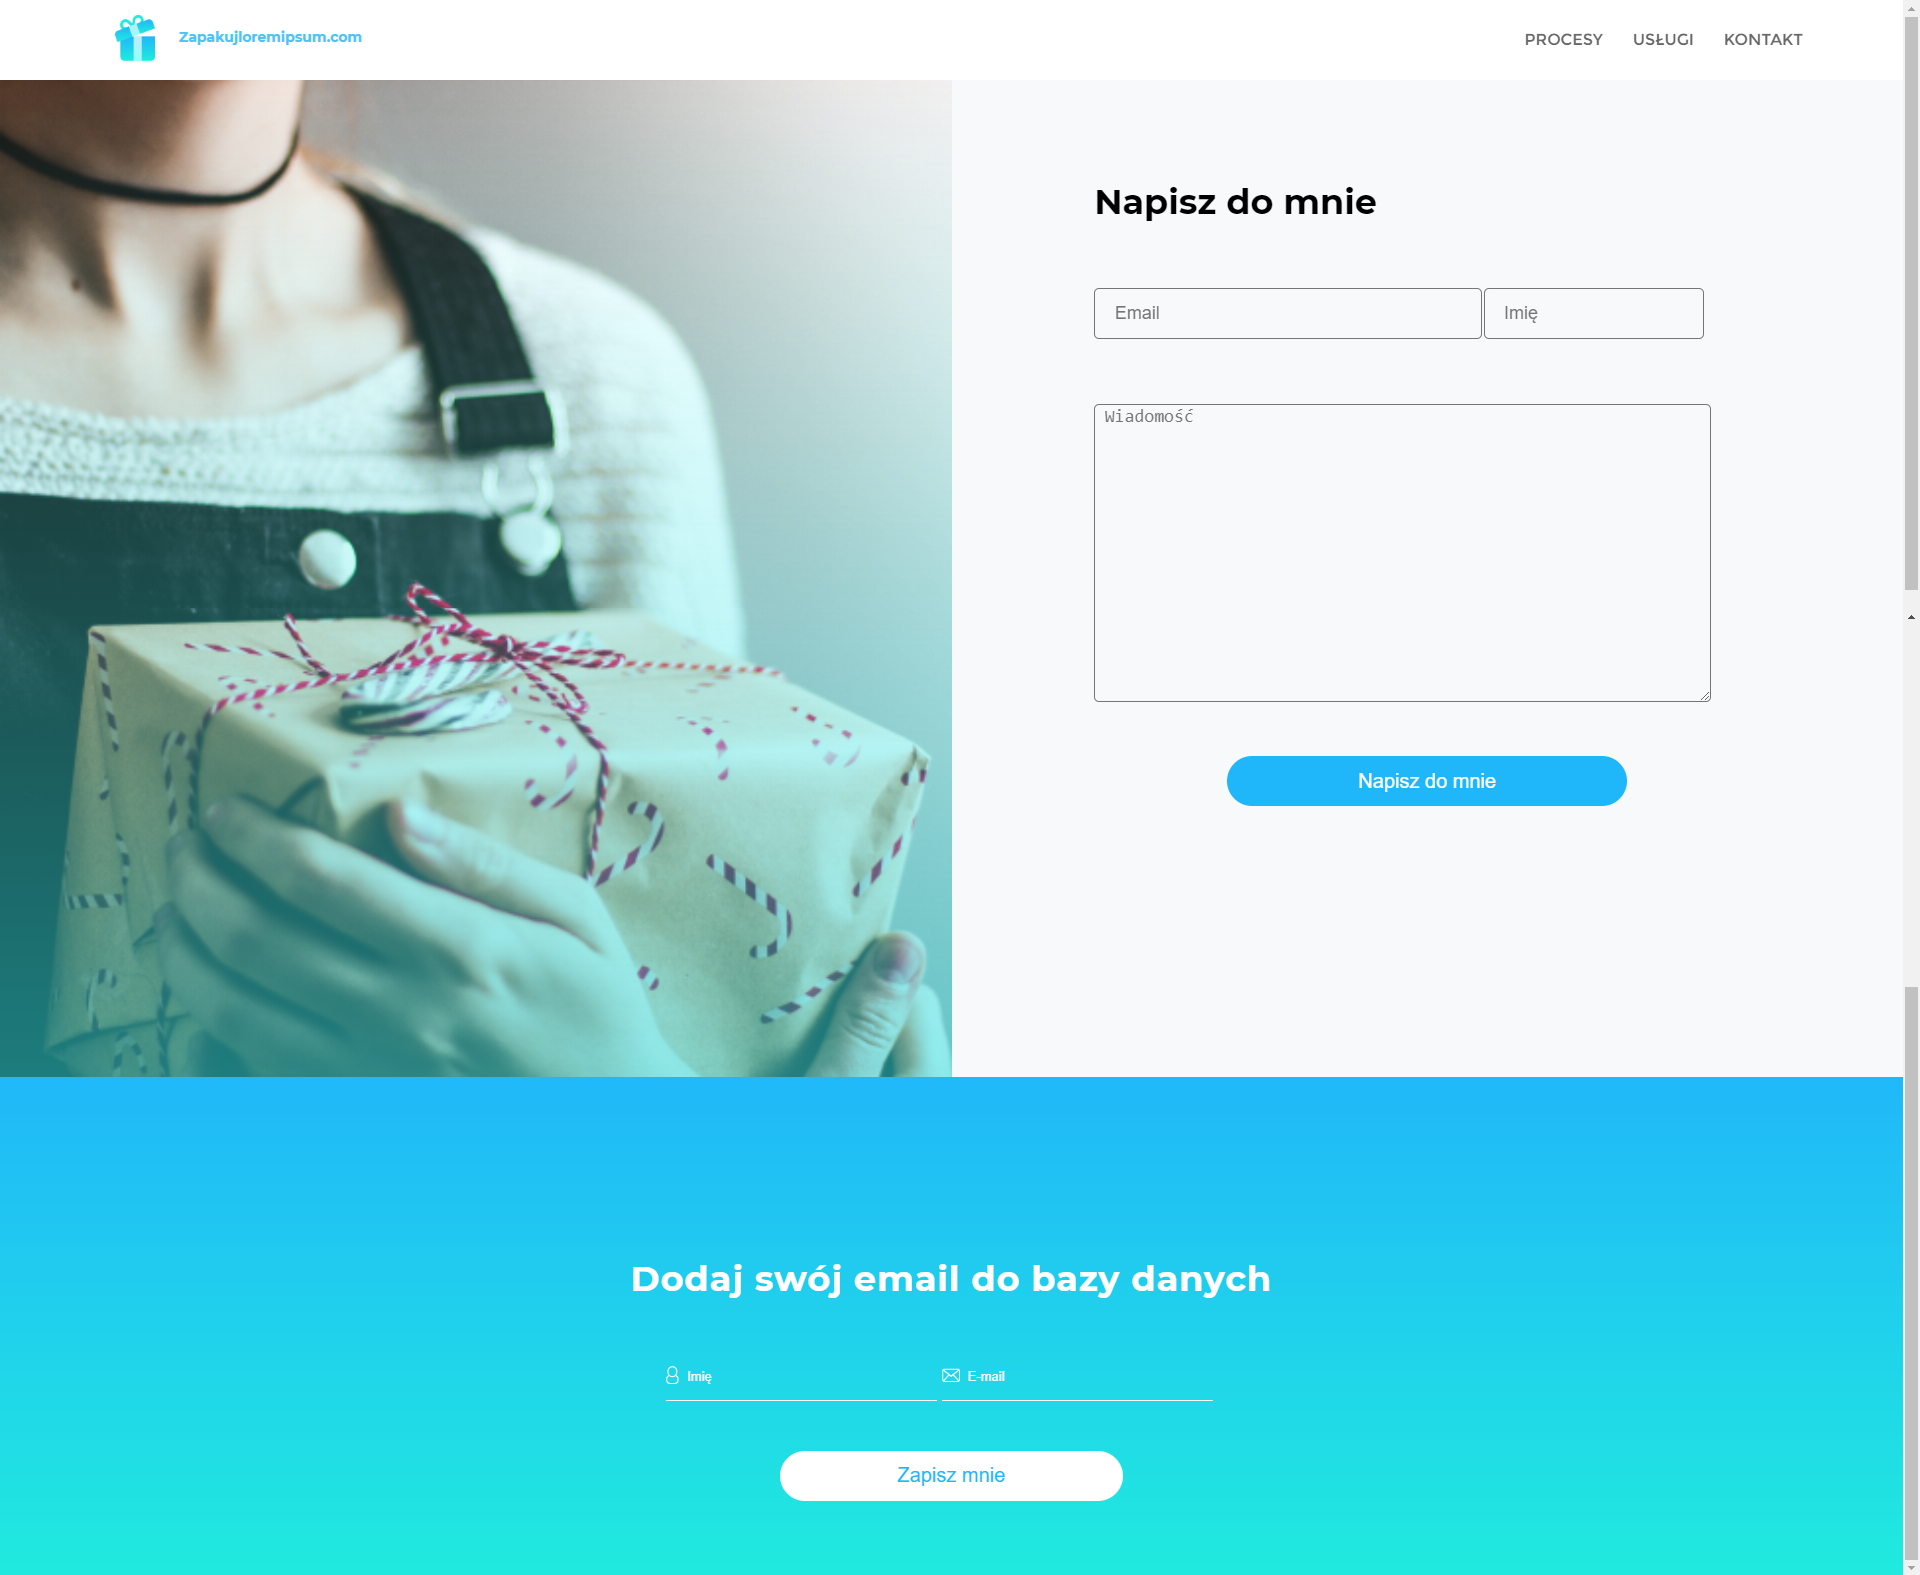 Zapakujloremipsum.com
PROCESY USŁUGI KONTAKT
Napisz do mnie
Email Imię
Wiadomość
Napisz do mnie
Dodaj swój email do bazy danych
Imię E-mail
Zapisz mnie